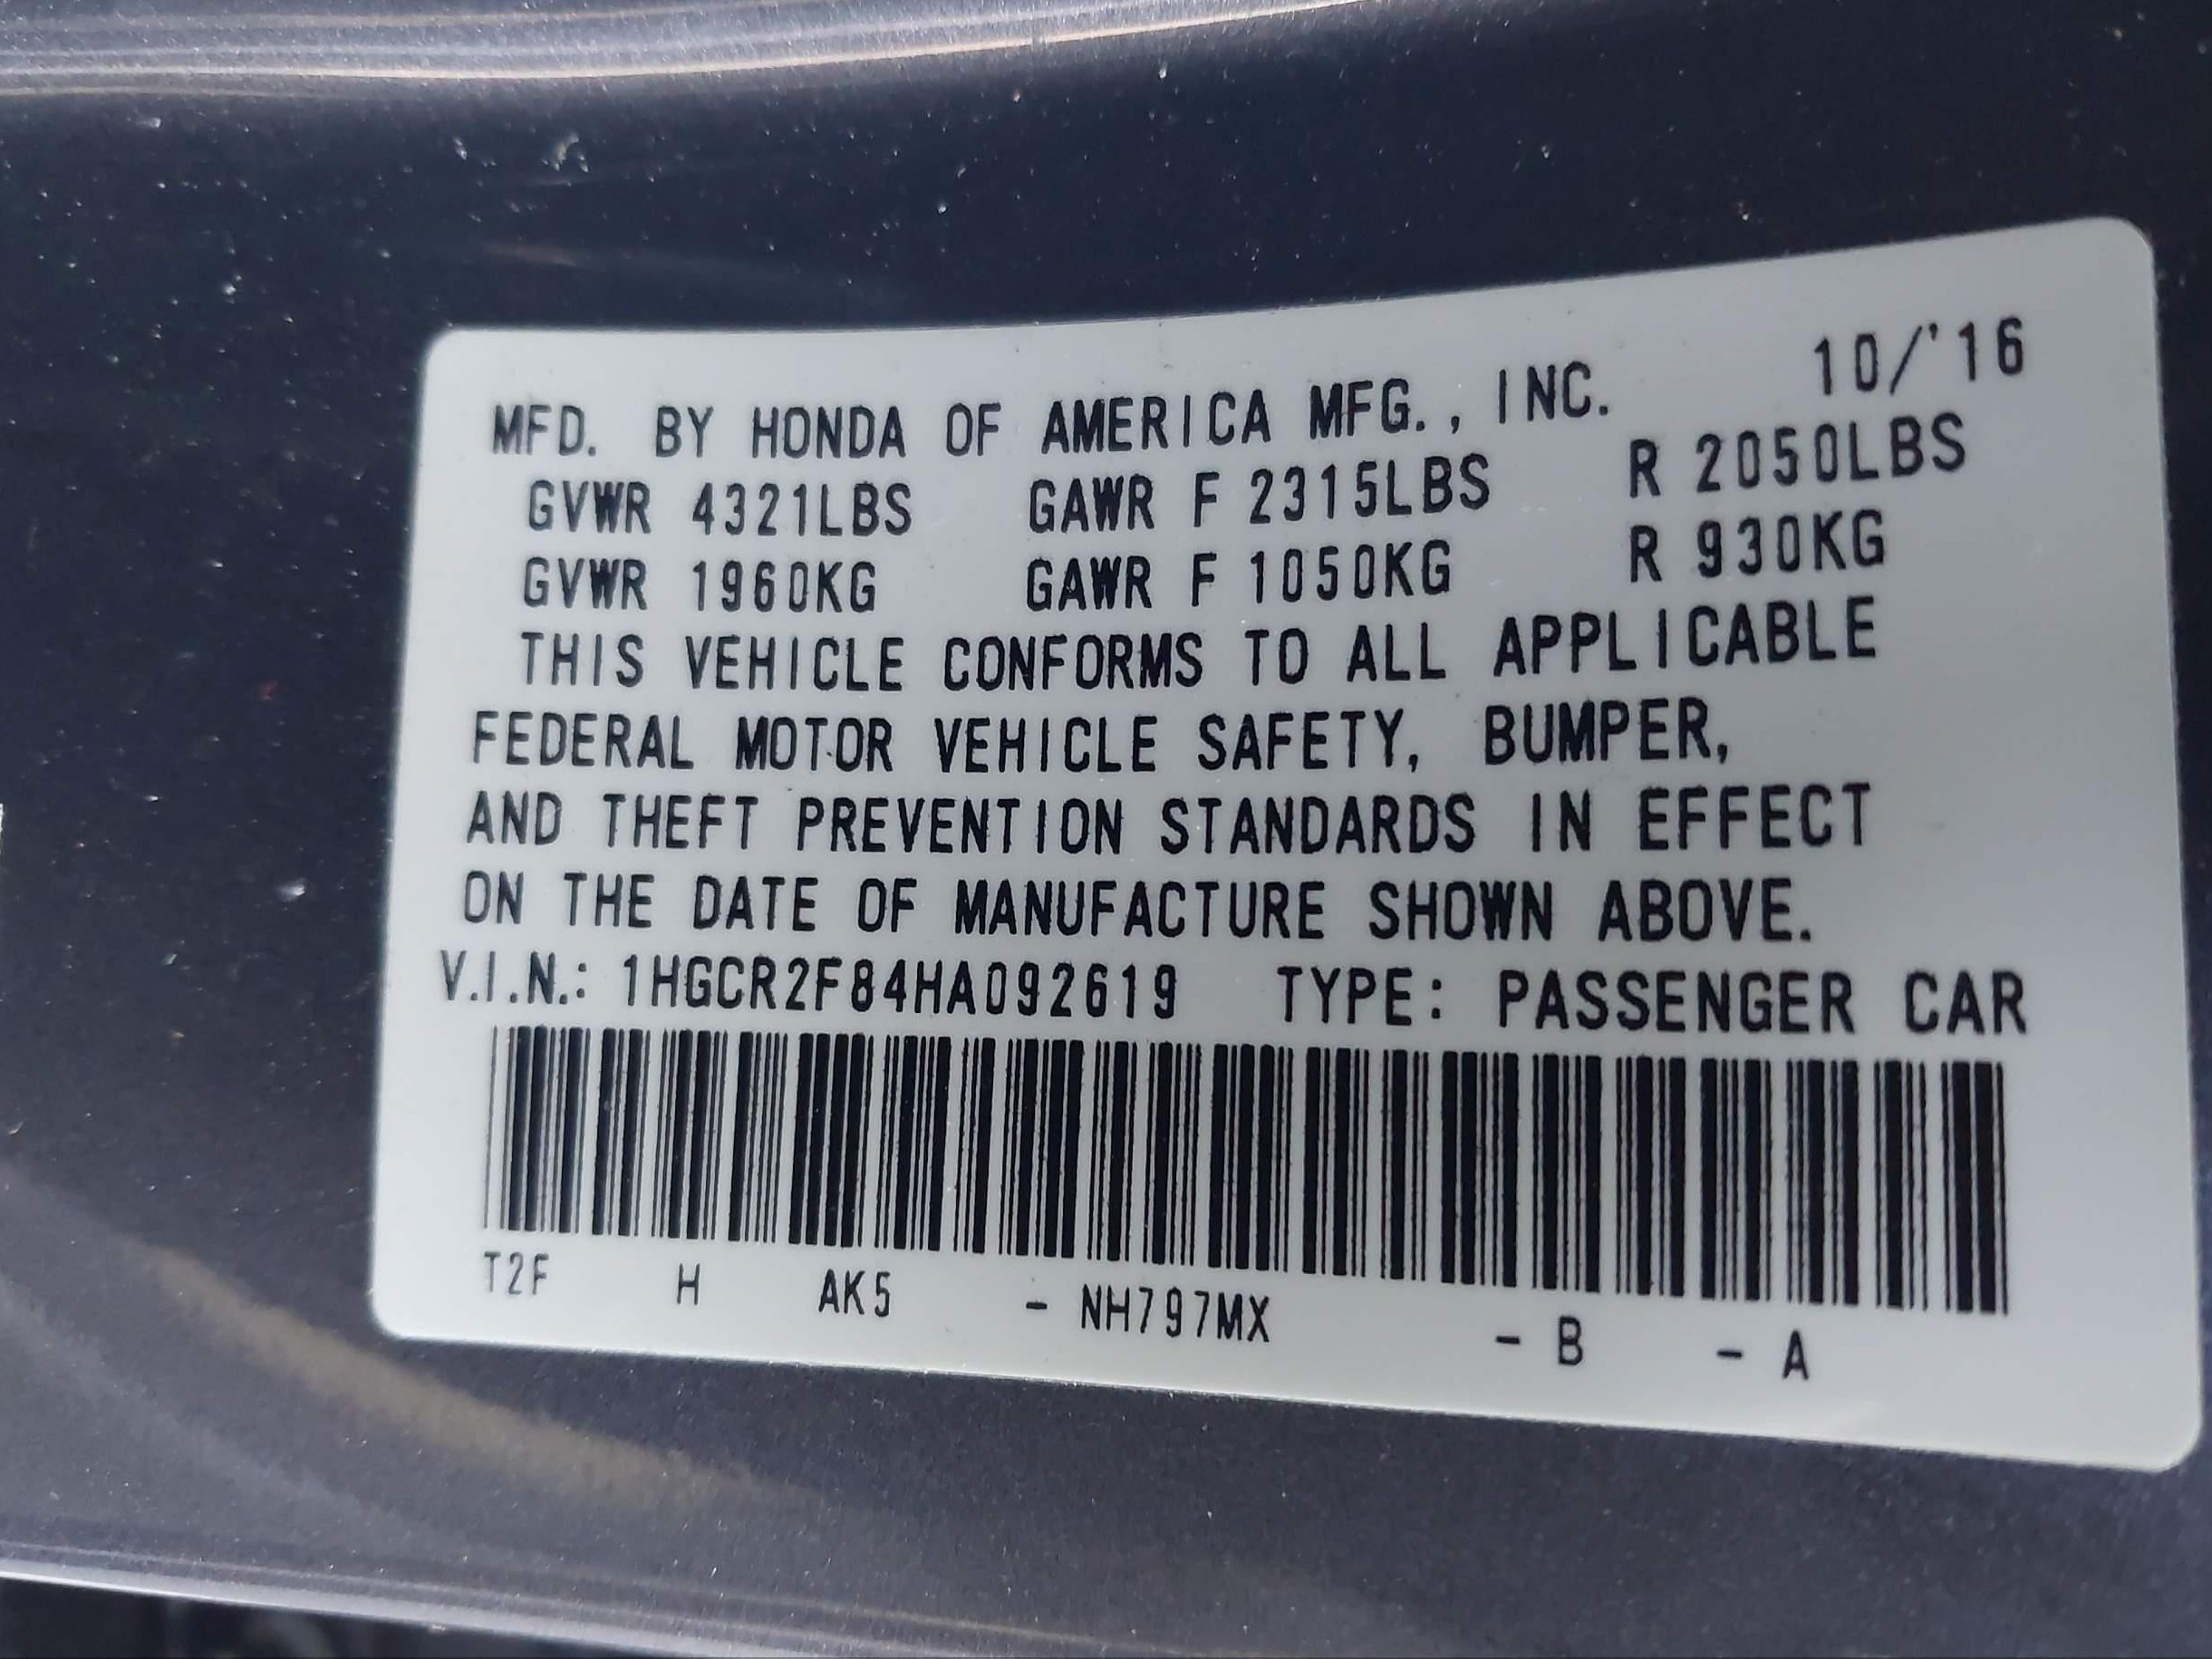 MFD. BY HONDA OF AMERICA MFG., INC. 10/'16
GVWR 4321LBS GAWR F 2315LBS R 2050LBS
GVWR 1960KG GAWR F 1050KG R 930KG
THIS VEHICLE CONFORMS TO ALL APPLICABLE
FEDERAL MOTOR VEHICLE SAFETY, BUMPER,
AND THEFT PREVENTION STANDARDS IN EFFECT
ON THE DATE OF MANUFACTURE SHOWN ABOVE.
V.I.N.: 1HGCR2F84HA092619 TYPE: PASSENGER CAR
T2F H AK5 - NH797MX - B - A